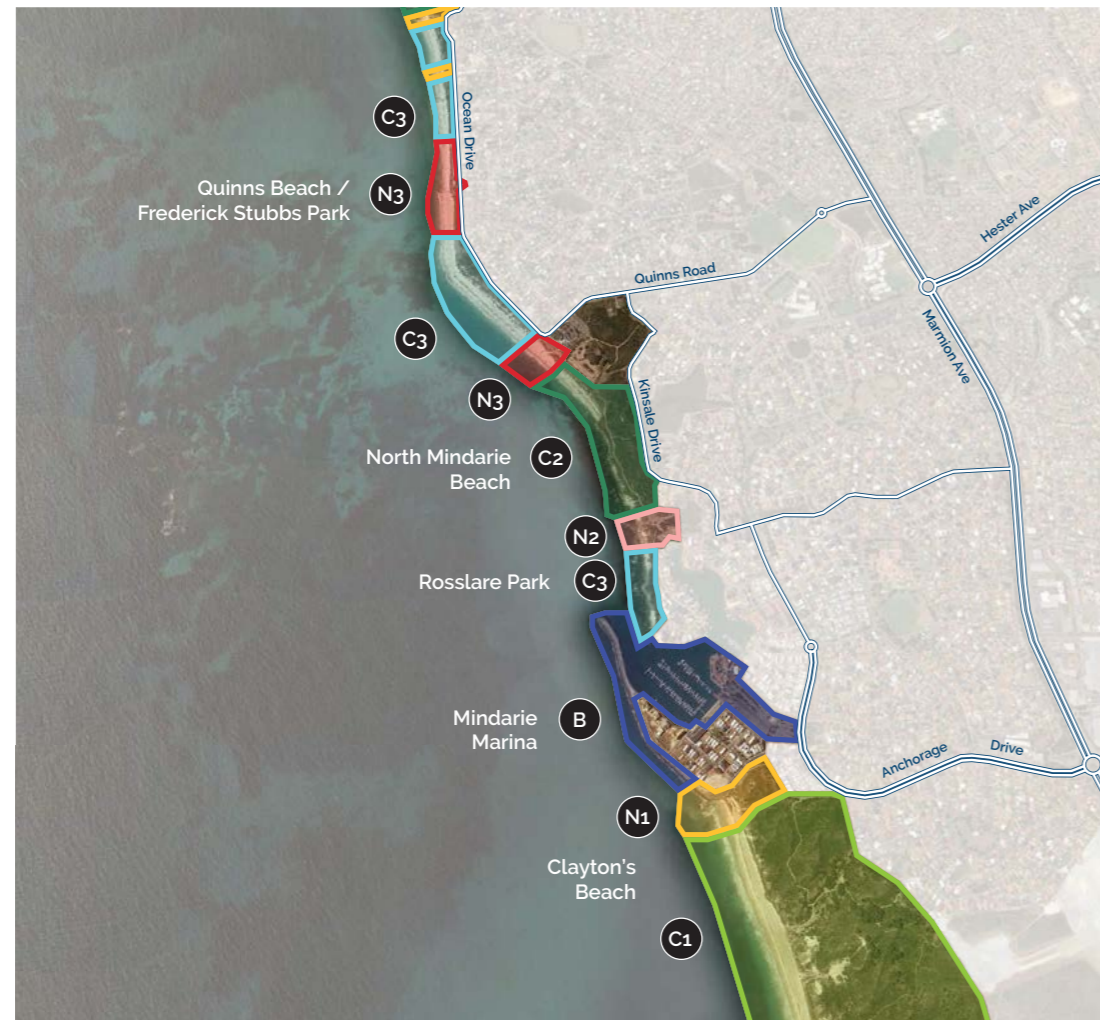 C3
Ocean Drive
Quinns Beach /
Frederick Stubbs Park
N3
Hester Ave
Quinns Road
C3
Marmion Ave
N3
Kinsale Drive
North Mindarie
Beach
C2
N2
Rosslare Park
C3
Mindarie
Marina
B
Anchorage Drive
N1
Clayton's
Beach
C1